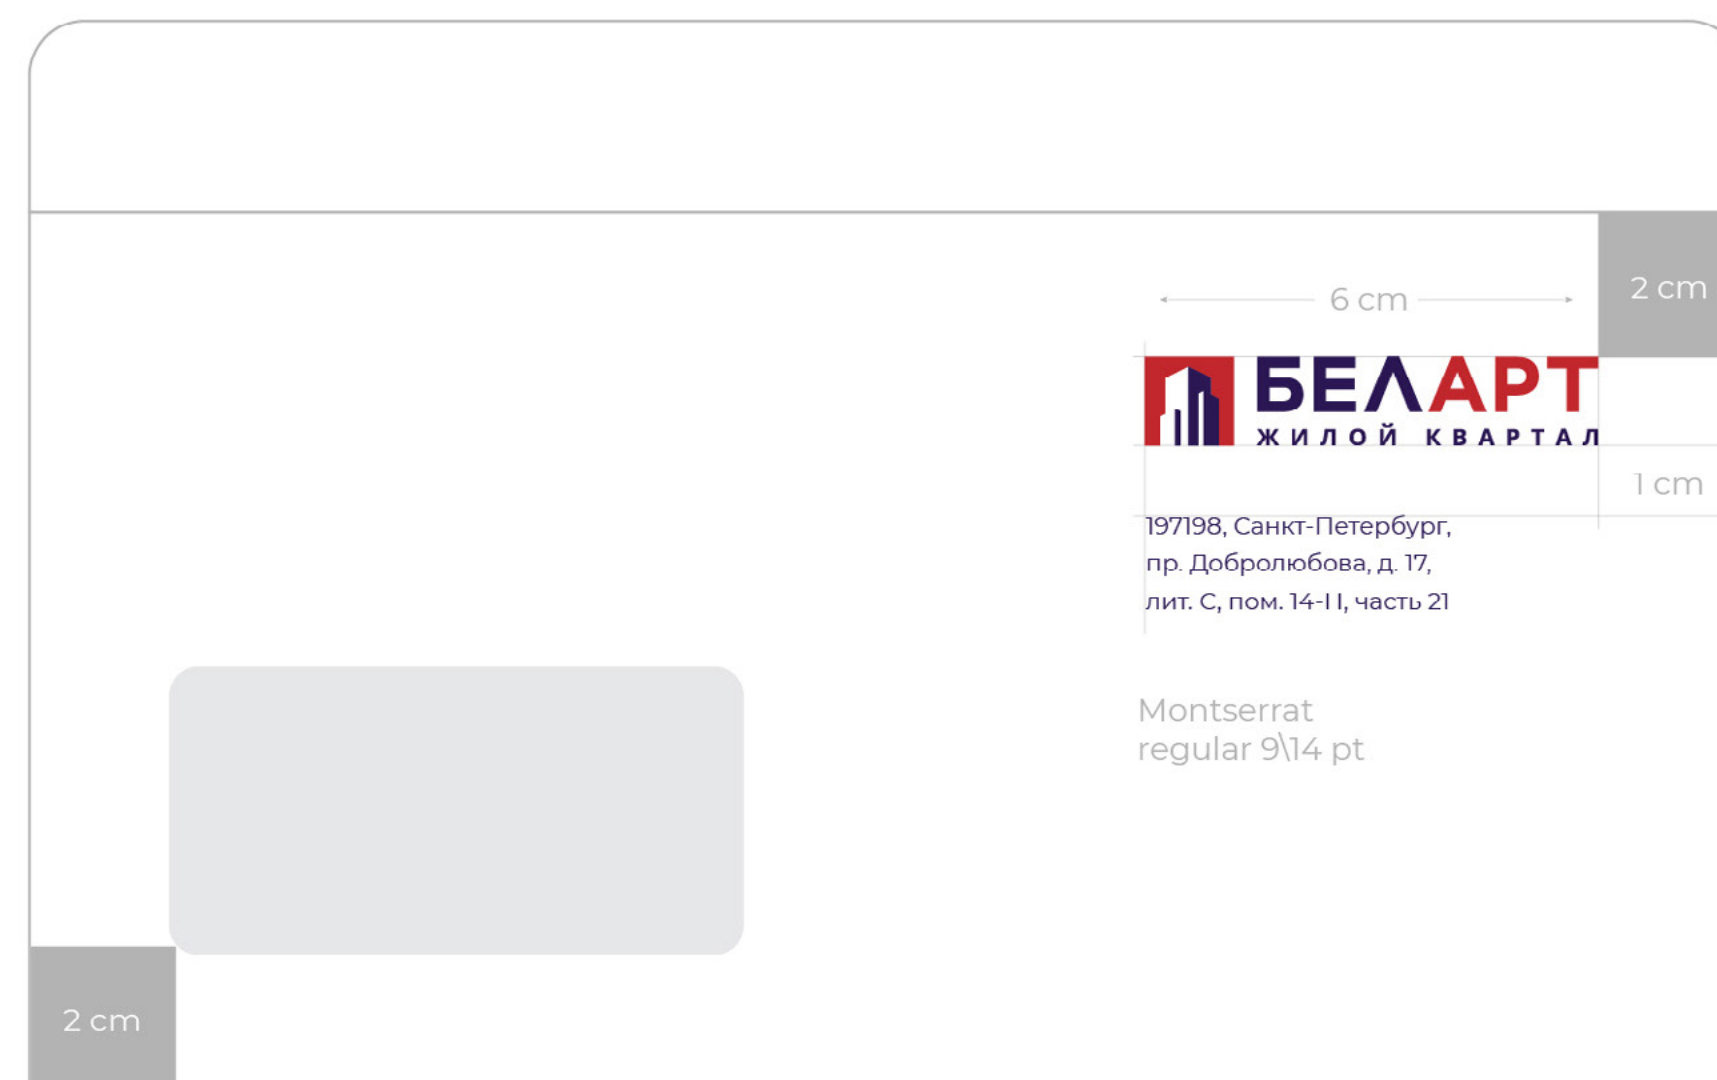 6 cm
2 cm
БЕЛАРТ
ЖИЛОЙ КВАРТАЛ
1 cm
197198, Санкт-Петербург,
пр. Добролюбова, д. 17,
лит. С, пом. 14-Н, часть 21
Montserrat
regular 9\14 pt
2 cm